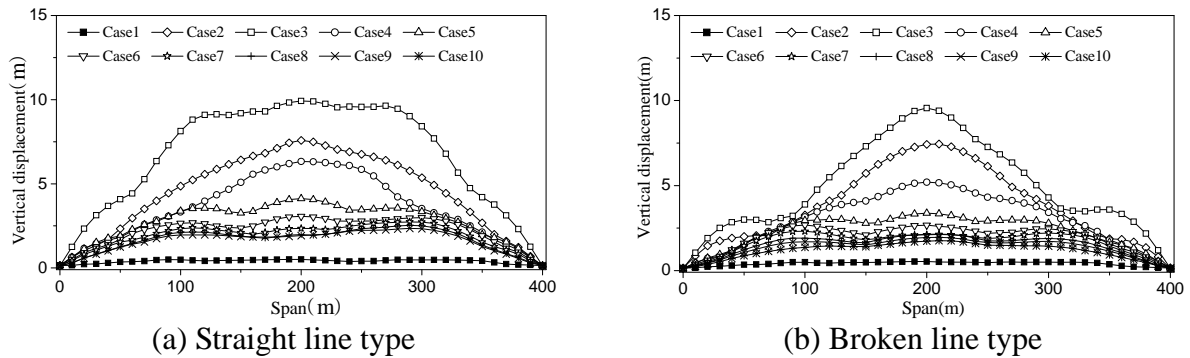 15
Case1 Case2 Case3 Case4 Case5
Case6 Case7 Case8 Case9 Case10
10
5
0
Vertical displacement(m)
0 100 200 300 400
Span(m)
(a) Straight line type
15
Case1 Case2 Case3 Case4 Case5
Case6 Case7 Case8 Case9 Case10
10
5
0
Vertical displacement(m)
0 100 200 300 400
Span(m)
(b) Broken line type